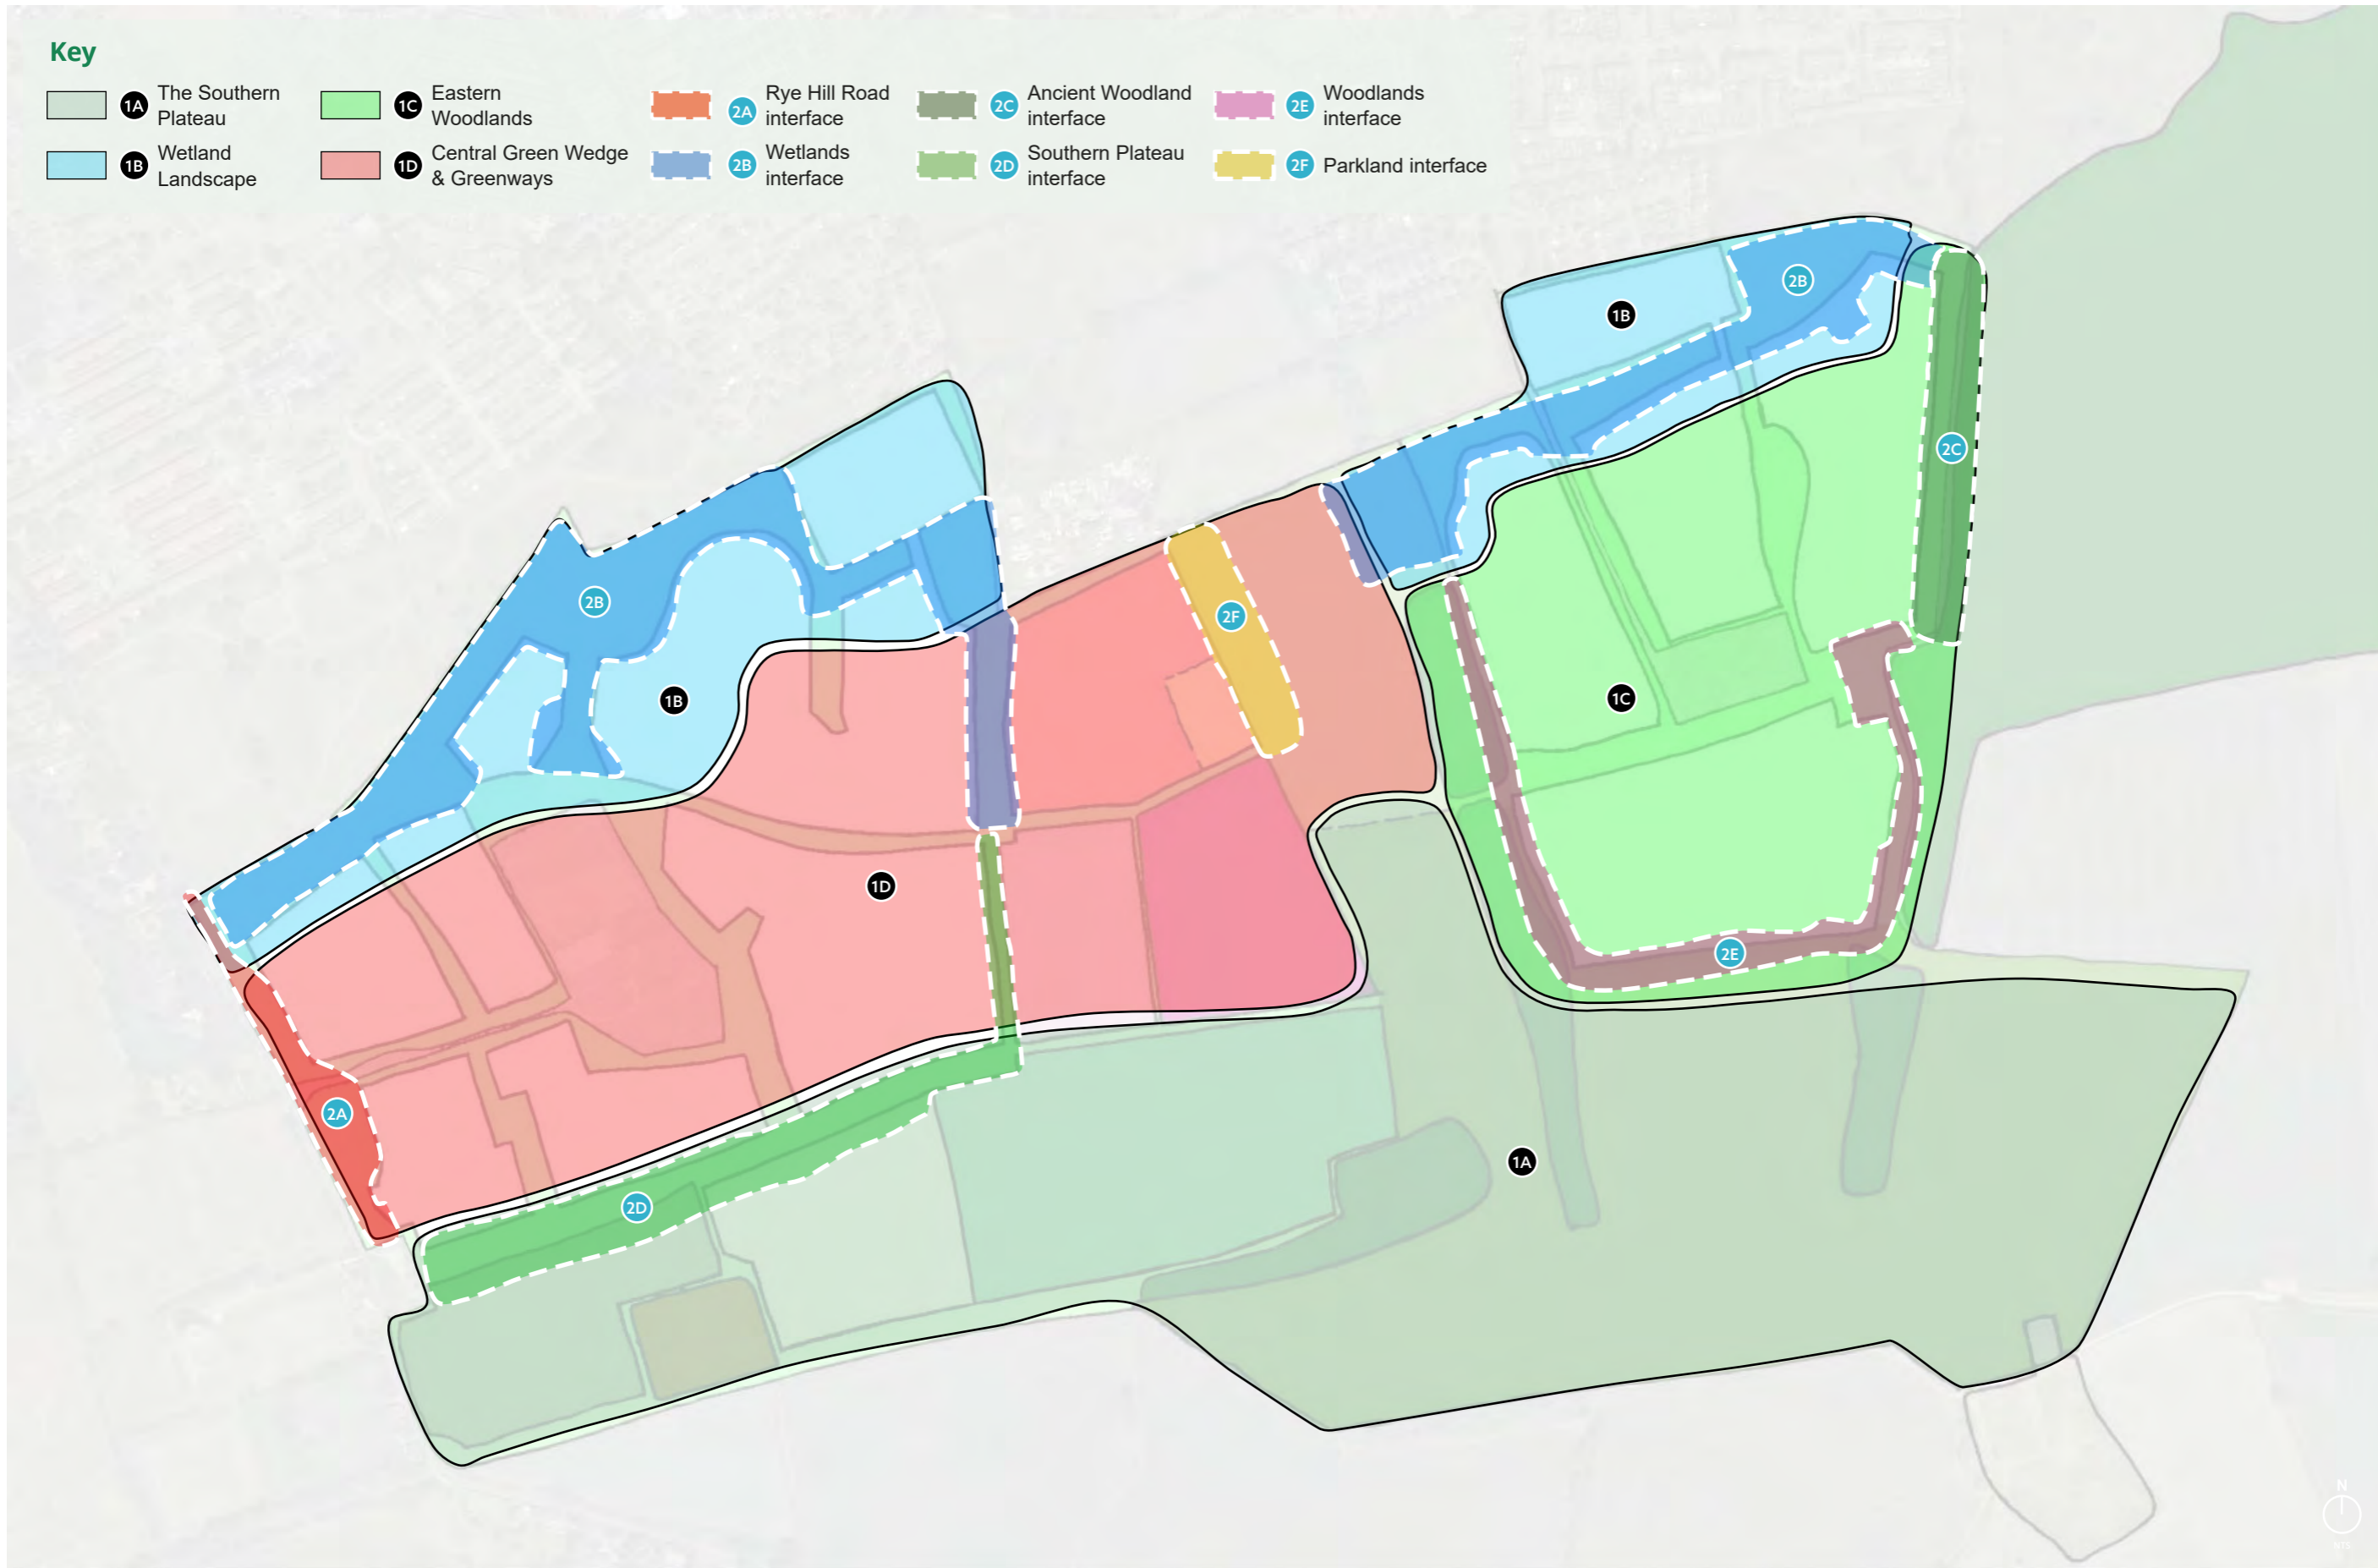 Key
1A The Southern
Plateau
1B Wetland
Landscape
1C Eastern
Woodlands
1D Central Green Wedge
& Greenways
2A Rye Hill Road
interface
2B Wetlands
interface
2C Ancient Woodland
interface
2D Southern Plateau
interface
2E Woodlands
interface
2F Parkland interface
2B
1B
2C
2B
2F
1B
1C
1D
2E
2A
1A
2D
N
NTS